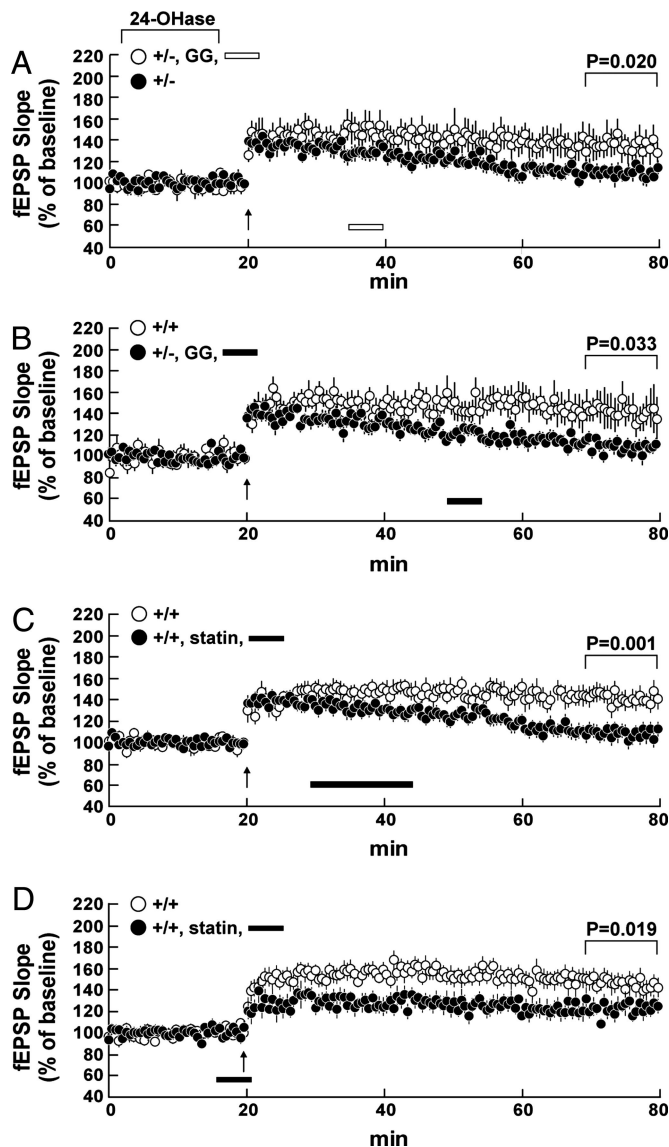 24-OHase
A
+/-, GG,
+/-
P=0.020
fEPSP Slope
(% of baseline)
220
200
180
160
140
120
100
80
60
40
0
20
40
60
80
min
B
+/+
+/-, GG,
P=0.033
fEPSP Slope
(% of baseline)
220
200
180
160
140
120
100
80
60
40
0
20
40
60
80
min
C
+/+
+/+, statin,
P=0.001
fEPSP Slope
(% of baseline)
220
200
180
160
140
120
100
80
60
40
0
20
40
60
80
min
D
+/+
+/+, statin,
P=0.019
fEPSP Slope
(% of baseline)
220
200
180
160
140
120
100
80
60
40
0
20
40
60
80
min